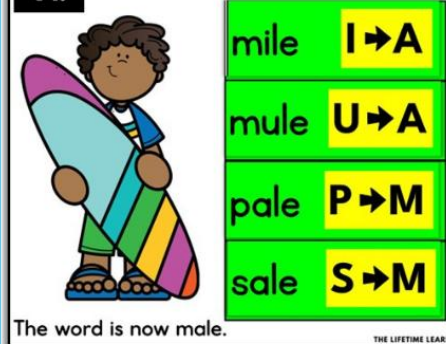 mile I➔A
mule U➔A
pale P➔M
sale S➔M
The word is now male.
THE LIFETIME LEAR